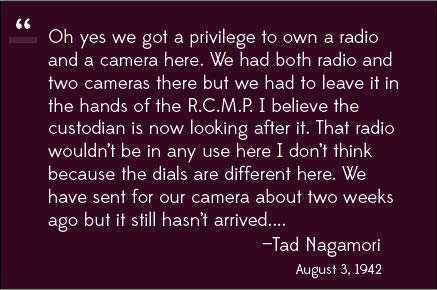 “
Oh yes we got a privilege to own a radio
and a camera here. We had both radio and
two cameras there but we had to leave it in
the hands of the R.C.M.P. I believe the
custodian is now looking after it. That radio
wouldn't be in any use here I don't think
because the dials are different here. We
have sent for our camera about two weeks
ago but it still hasn't arrived....
–Tad Nagamori
August 3, 1942